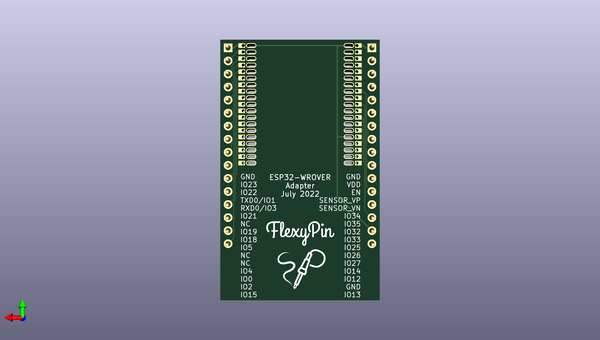 GND ESP32-WROVER GND
IO23 Adapter VDD
IO22 July 2022 EN
TXD0/IO1 SENSOR_VP
RXD0/IO3 SENSOR_VN
IO21 IO34
NC IO35
IO19 IO32
IO18 IO33
IO5 IO25
NC IO26
NC IO27
IO4 IO14
IO0 IO12
IO2 GND
IO15 IO13
FlexyPin